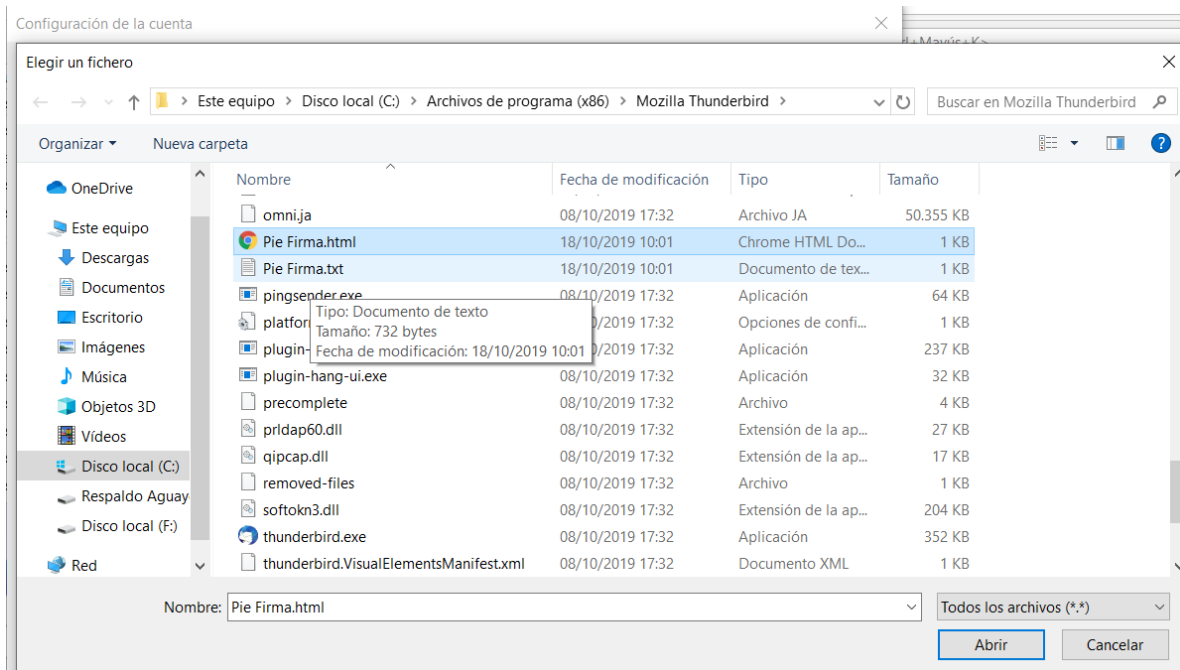 Configuración de la cuenta
Elegir un fichero
Este equipo > Disco local (C:) > Archivos de programa (x86) > Mozilla Thunderbird >
Buscar en Mozilla Thunderbird
Organizar
Nueva carpeta
OneDrive
Este equipo
Descargas
Documentos
Escritorio
Imágenes
Música
Objetos 3D
Vídeos
Disco local (C:)
Respaldo Aguay
Disco local (F:)
Red
Nombre Fecha de modificación Tipo Tamaño
omni.ja 08/10/2019 17:32 Archivo JA 50.355 KB
Pie Firma.html 18/10/2019 10:01 Chrome HTML Do... 1 KB
Pie Firma.txt 18/10/2019 10:01 Documento de tex... 1 KB
pingsender.exe 08/10/2019 17:32 Aplicación 64 KB
platfor 0/2019 17:32 Opciones de confi... 1 KB
plugin- 0/2019 17:32 Aplicación 237 KB
Tipo: Documento de texto
Tamaño: 732 bytes
Fecha de modificación: 18/10/2019 10:01
plugin-hang-ui.exe 08/10/2019 17:32 Aplicación 32 KB
precomplete 08/10/2019 17:32 Archivo 4 KB
prldap60.dll 08/10/2019 17:32 Extensión de la ap... 27 KB
qipcap.dll 08/10/2019 17:32 Extensión de la ap... 17 KB
removed-files 08/10/2019 17:32 Archivo 1 KB
softokn3.dll 08/10/2019 17:32 Extensión de la ap... 204 KB
thunderbird.exe 08/10/2019 17:32 Aplicación 352 KB
thunderbird.VisualElementsManifest.xml 08/10/2019 17:32 Documento XML 1 KB
Nombre: Pie Firma.html
Todos los archivos (*.*)
Abrir
Cancelar